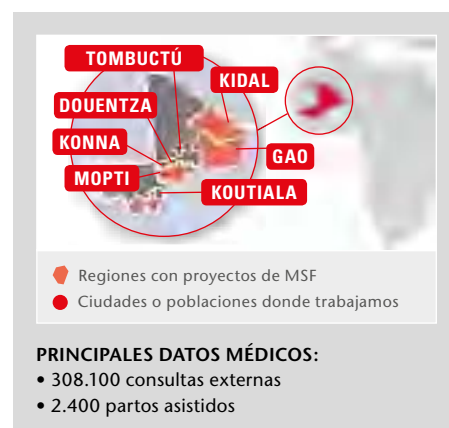 TOMBUCTÚ
KIDAL
DOUENTZA
KONNA
GAO
MOPTI
KOUTIALA
Regiones con proyectos de MSF
Ciudades o poblaciones donde trabajamos
PRINCIPALES DATOS MÉDICOS:
• 308.100 consultas externas
• 2.400 partos asistidos